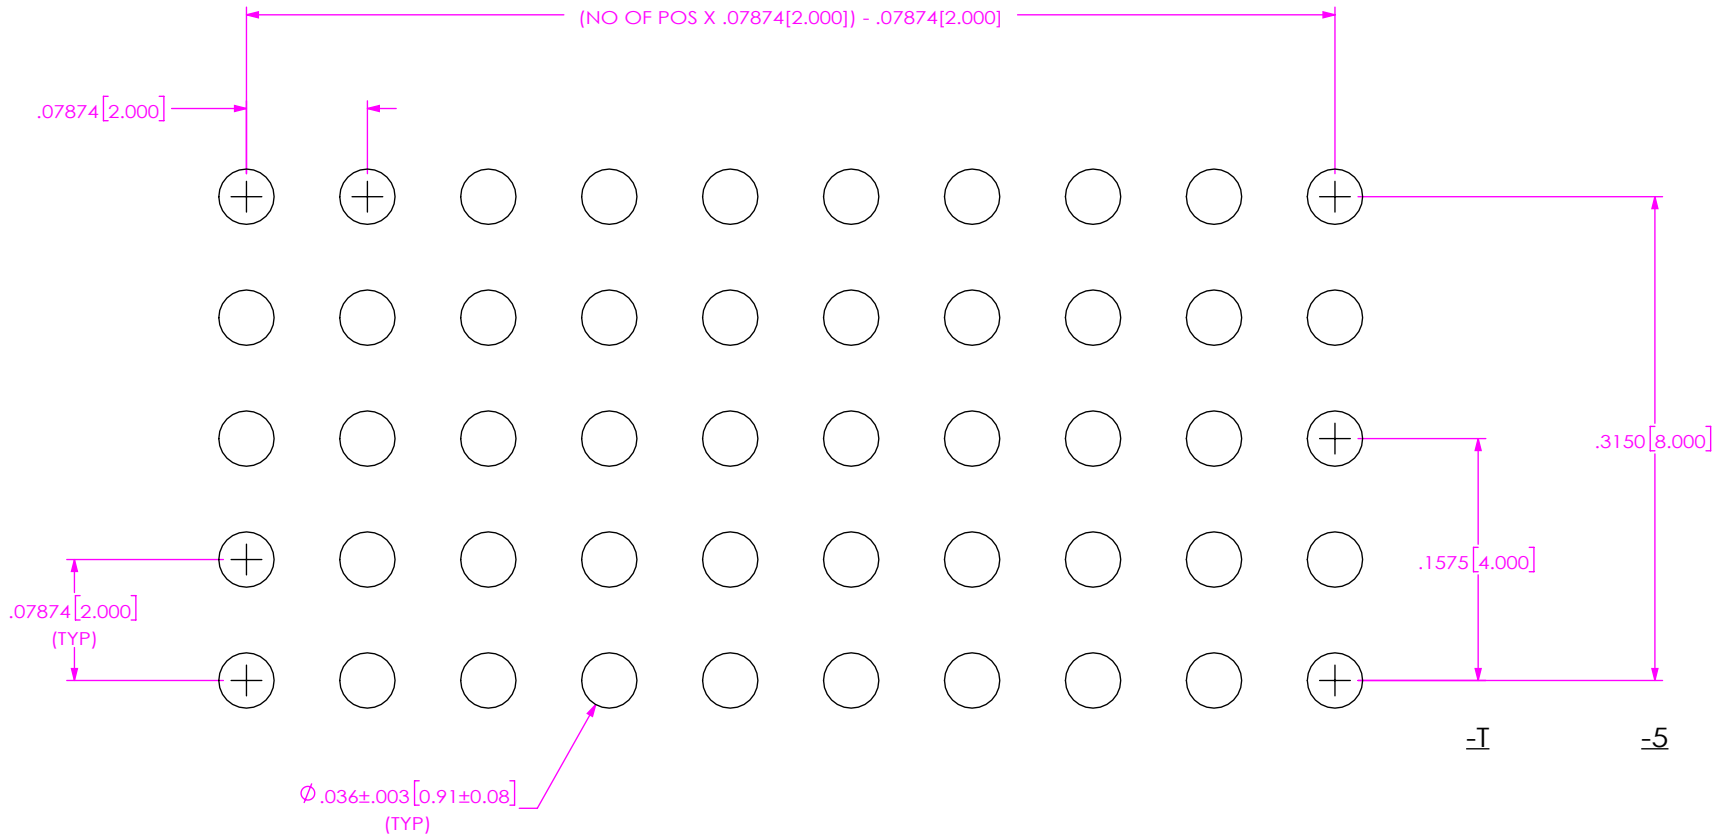 (NO OF POS X .07874[2.000]) - .07874[2.000]
.07874[2.000]
.3150[8.000]
.1575[4.000]
.07874[2.000]
(TYP)
-T
-5
Ø.036±.003[0.91±0.08]
(TYP)